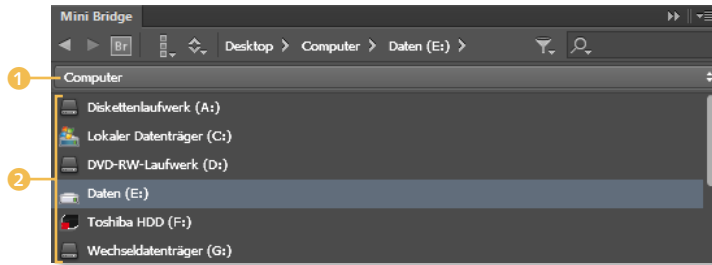 Mini Bridge
Br Desktop Computer Daten (E:)
1 Computer
Diskettenlaufwerk (A:)
Lokaler Datenträger (C:)
DVD-RW-Laufwerk (D:)
2 Daten (E:)
Toshiba HDD (F:)
Wechseldatenträger (G:)